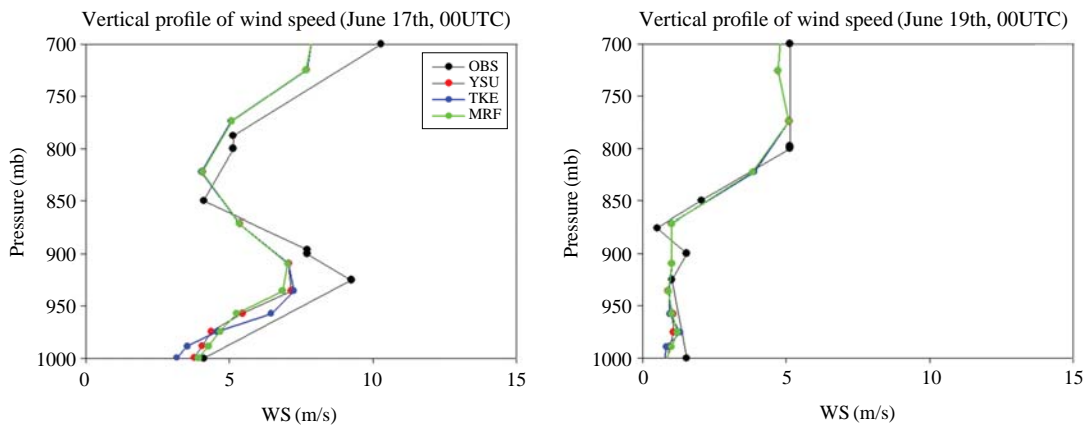 Vertical profile of wind speed (June 17th, 00UTC)
700
750
800
850
900
950
1000
Pressure (mb)
OBS
YSU
TKE
MRF
0 5 10 15
WS (m/s)
Vertical profile of wind speed (June 19th, 00UTC)
700
750
800
850
900
950
1000
Pressure (mb)
0 5 10 15
WS (m/s)